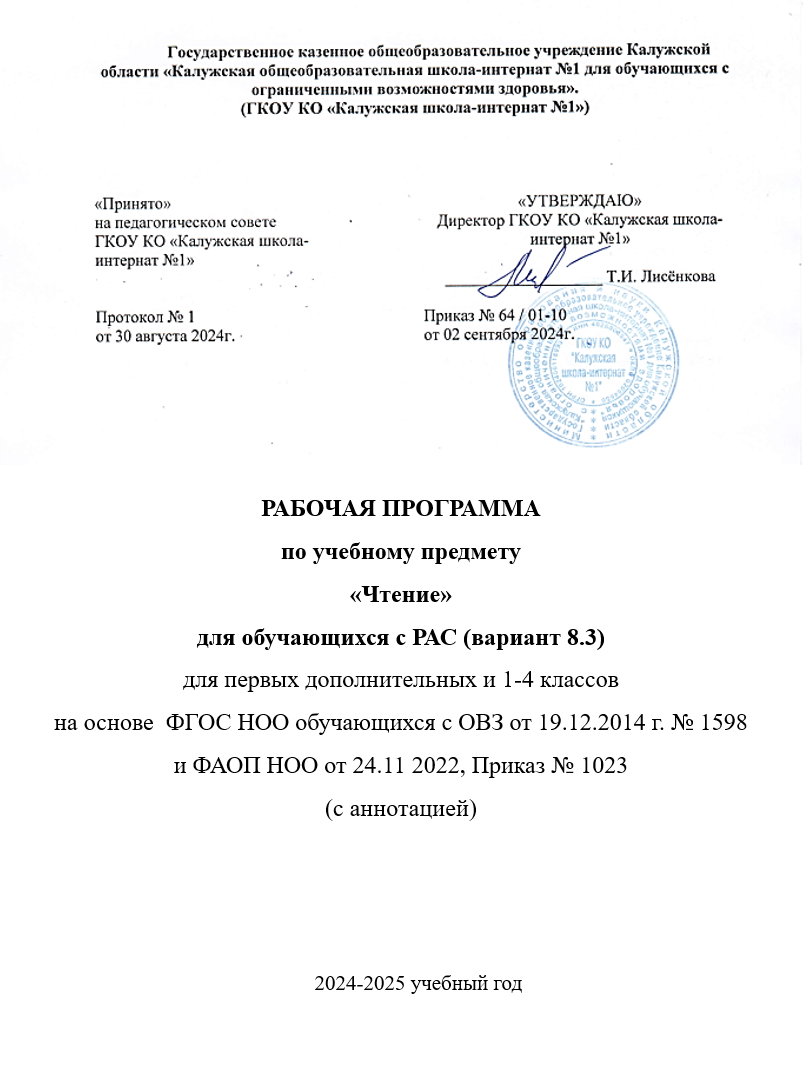 Государственное казенное общеобразовательное учреждение Калужской
области «Калужская общеобразовательная школа-интернат №1 для обучающихся с
ограниченными возможностями здоровья».
(ГКОУ КО «Калужская школа-интернат №1»)
«Принято»
на педагогическом совете
ГКОУ КО «Калужская школа-
интернат №1»
Протокол № 1
от 30 августа 2024г.
«УТВЕРЖДАЮ»
Директор ГКОУ КО «Калужская школа-
интернат №1»
Т.И. Лисёнкова
Приказ № 64 / 01-10
от 02 сентября 2024г.
ГКОУ КО
"Калужская
школа-интернат
№1"
РАБОЧАЯ ПРОГРАММА
по учебному предмету
«Чтение»
для обучающихся с РАС (вариант 8.3)
для первых дополнительных и 1-4 классов
на основе ФГОС НОО обучающихся с ОВЗ от 19.12.2014 г. № 1598
и ФАОП НОО от 24.11 2022, Приказ № 1023
(с аннотацией)
2024-2025 учебный год